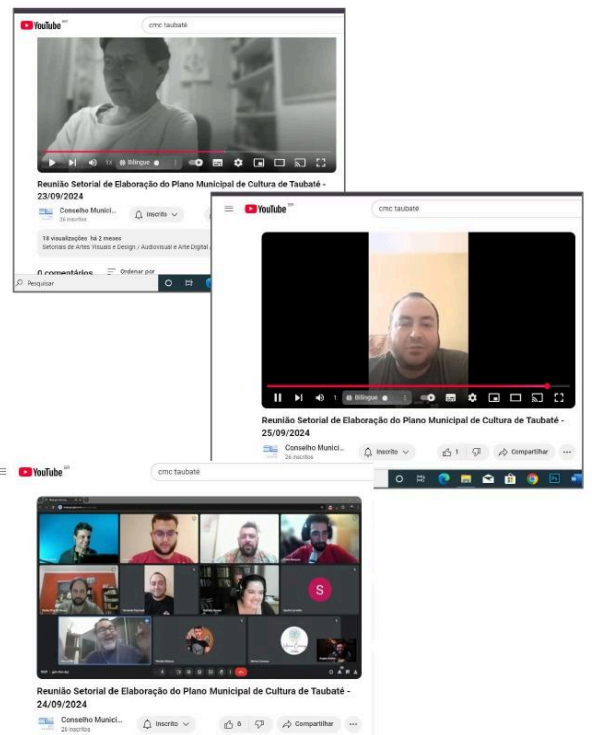 YouTube BR
cmc taubaté
Bilíngue
Reunião Setorial de Elaboração do Plano Municipal de Cultura de Taubaté -
23/09/2024
Conselho Munici...
26 inscritos
Inscrito
18 visualizações há 2 meses
Setoriais de Artes Visuais e Design / Audiovisual e Arte Digital /
0 comentários
Ordenar por
Pesquisar
YouTube BR
cmc taubaté
Bilíngue
Reunião Setorial de Elaboração do Plano Municipal de Cultura de Taubaté -
25/09/2024
Conselho Munici...
26 inscritos
Inscrito
1
Compartilhar
YouTube BR
cmc taubaté
S
Reunião Setorial de Elaboração do Plano Municipal de Cultura de Taubaté -
24/09/2024
Conselho Munici...
26 inscritos
Inscrito
6
Compartilhar